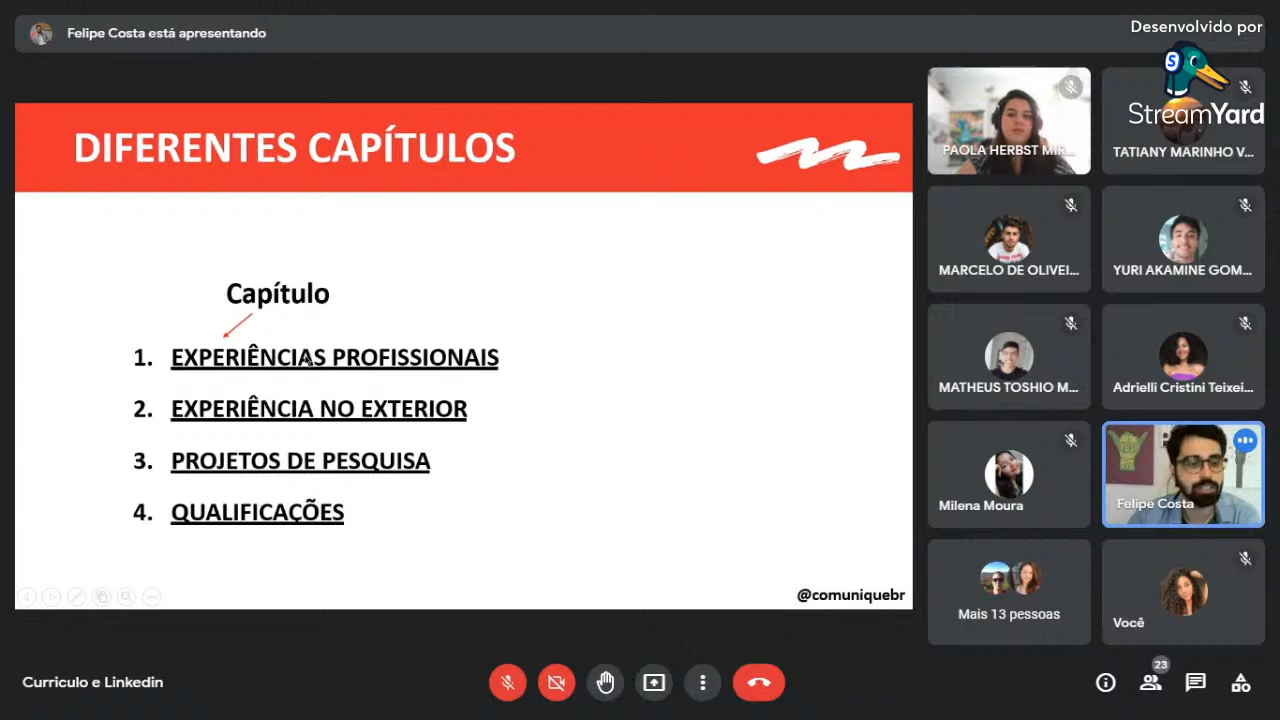 Felipe Costa está apresentando
Desenvolvido por
StreamYard
DIFERENTES CAPÍTULOS
Capítulo
1. EXPERIÊNCIAS PROFISSIONAIS
2. EXPERIÊNCIA NO EXTERIOR
3. PROJETOS DE PESQUISA
4. QUALIFICAÇÕES
@comuniquebr
PAOLA HERBST MIR...
TATIANY MARINHO V...
MARCELO DE OLIVEI...
YURI AKAMINE GOM...
MATHEUS TOSHIO M...
Adrielli Cristini Teixei...
Milena Moura
Felipe Costa
Mais 13 pessoas
Você
Curriculo e Linkedin
23